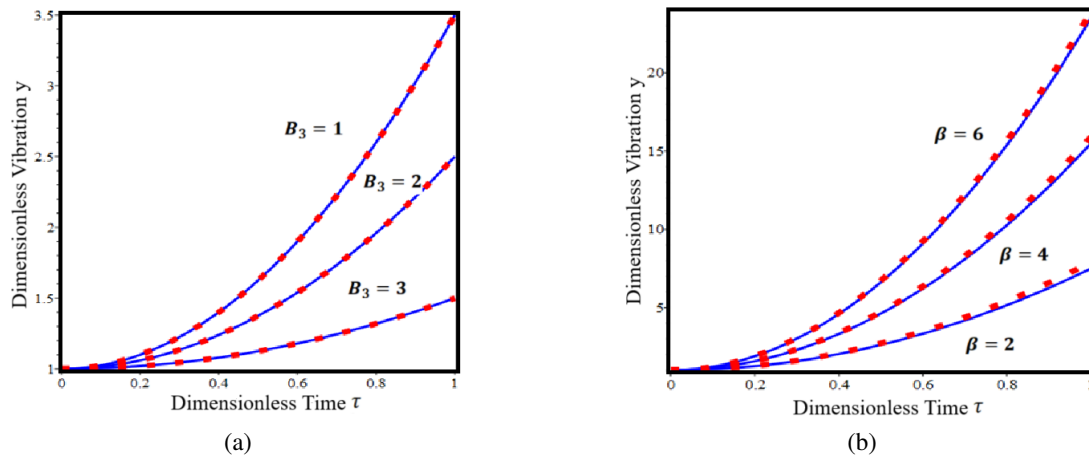 3.5
3
2.5
2
1.5
1
0
0.2
0.4
0.6
0.8
1
Dimensionless Vibration y
Dimensionless Time τ
B₃ = 1
B₃ = 2
B₃ = 3
(a)
20
15
10
5
0
0.2
0.4
0.6
0.8
Dimensionless Vibration y
Dimensionless Time τ
β = 6
β = 4
β = 2
(b)